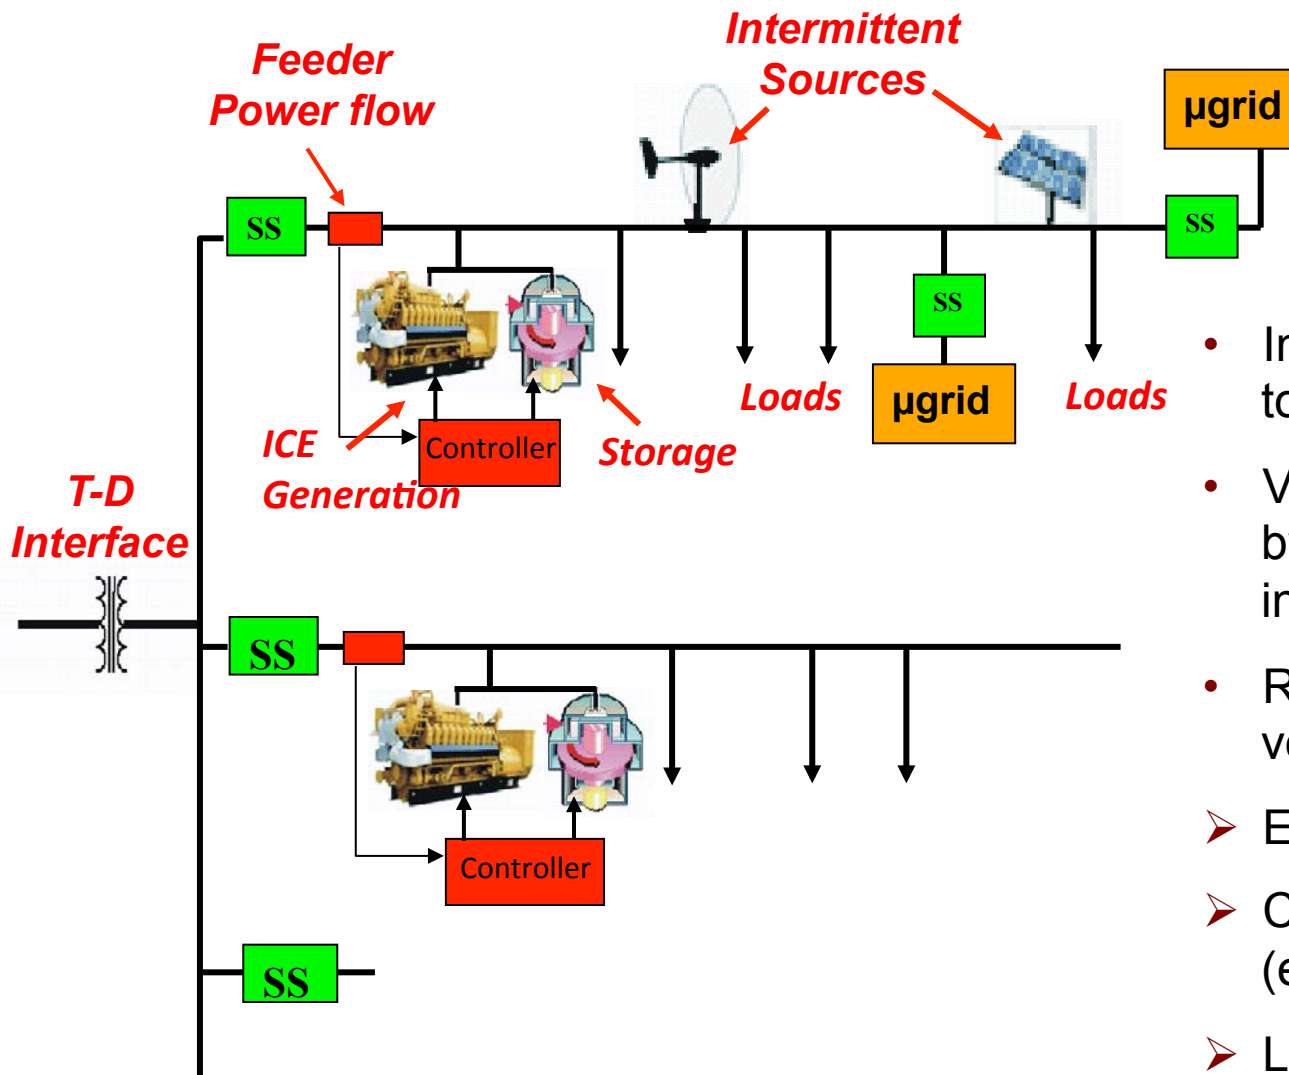 Feeder
Power flow
Intermittent
Sources
µgrid
SS
SS
SS
µgrid
Loads
Loads
ICE
Generation
Controller
Storage
T-D
Interface
SS
Controller
SS
to
(e